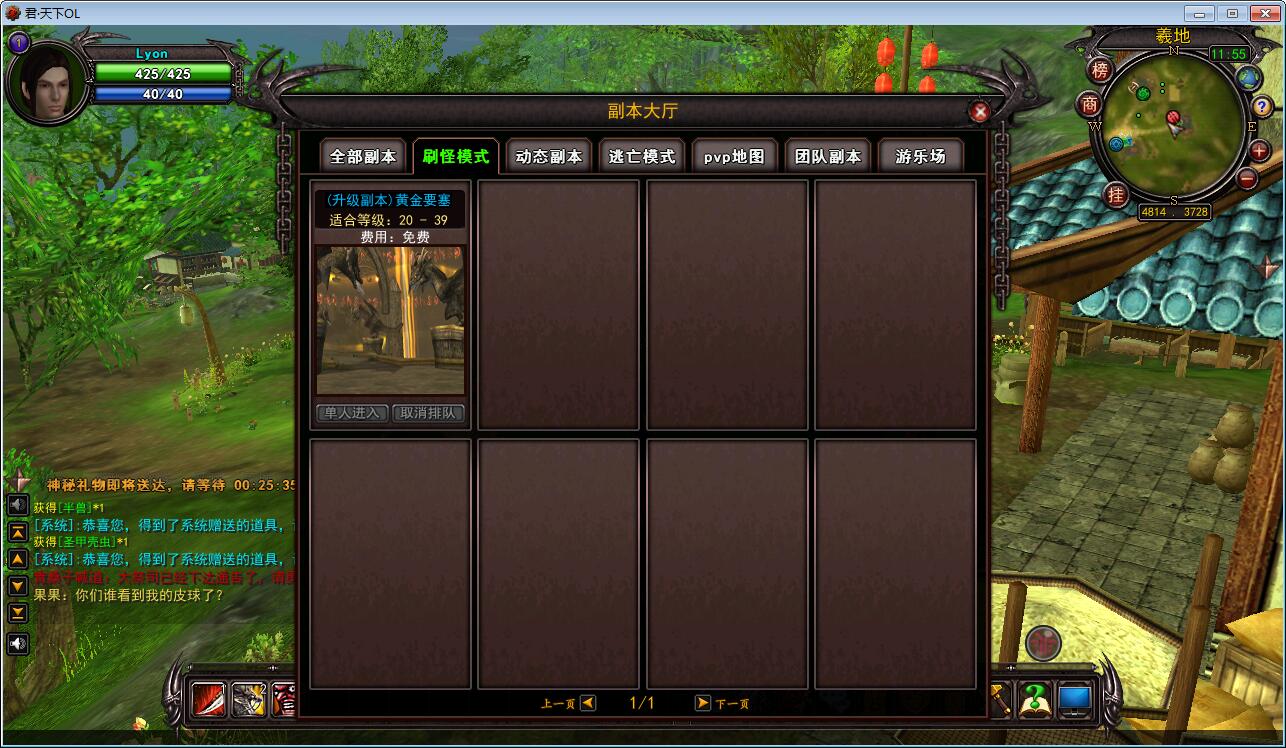 君·天下OL
1
Lyon
425/425
40/40
羲地
N
11:55
榜
商
?
W
E
挂
S
4814 . 3728
副本大厅
全部副本
刷怪模式
动态副本
逃亡模式
pvp地图
团队副本
游乐场
(升级副本)黄金要塞
适合等级: 20 - 39
费用: 免费
单人进入
取消排队
神秘礼物即将送达, 请等待 00:25:35
获得[半兽]*1
[系统]:恭喜您, 得到了系统赠送的道具,
获得[圣甲壳虫]*1
[系统]:恭喜您, 得到了系统赠送的道具,
果果: 你们谁看到我的皮球了?
上一页
1/1
下一页
2
?